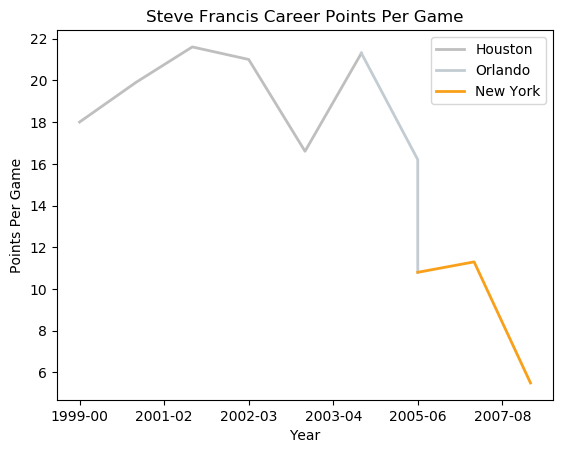 Steve Francis Career Points Per Game
Houston
Orlando
New York
Points Per Game
22
20
18
16
14
12
10
8
6
1999-00 2001-02 2002-03 2003-04 2005-06 2007-08
Year